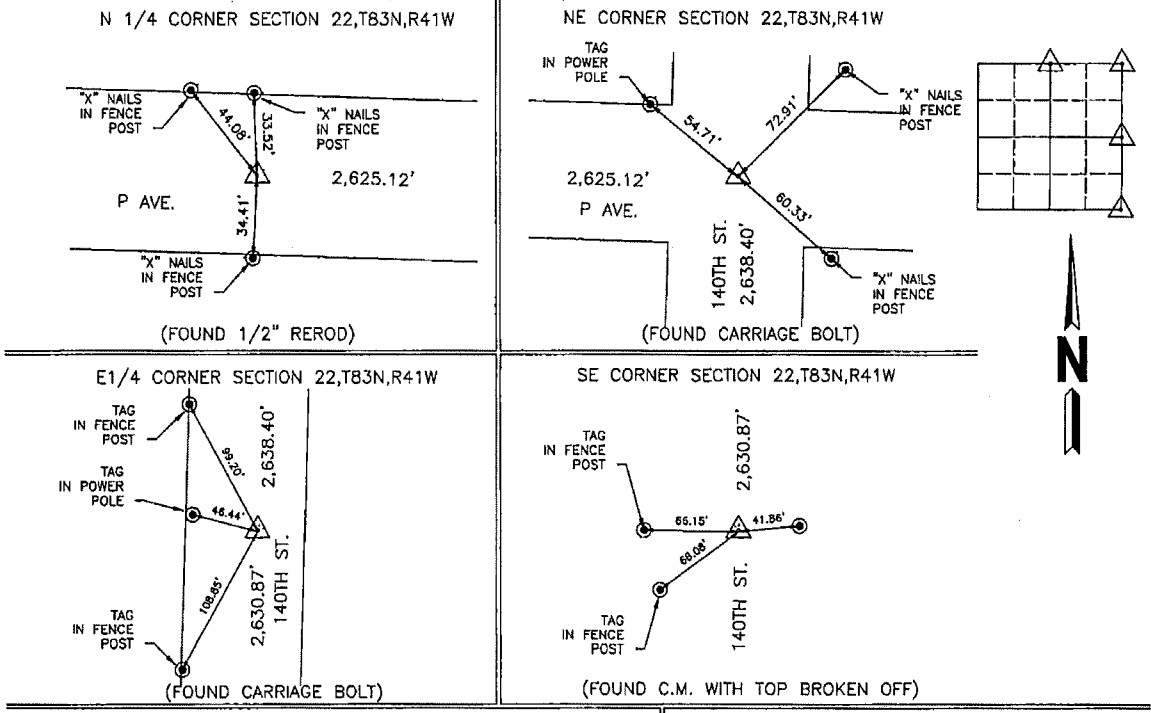 N 1/4 CORNER SECTION 22,T83N,R41W
"X" NAILS
IN FENCE
POST
44.08'
33.52'
"X" NAILS
IN FENCE
POST
2,625.12'
P AVE.
34.41'
"X" NAILS
IN FENCE
POST
(FOUND 1/2" REROD)
NE CORNER SECTION 22,T83N,R41W
TAG
IN POWER
POLE
54.71'
72.91'
"X" NAILS
IN FENCE
POST
2,625.12'
P AVE.
60.33'
140TH ST.
2,638.40'
"X" NAILS
IN FENCE
POST
(FOUND CARRIAGE BOLT)
N
E1/4 CORNER SECTION 22,T83N,R41W
TAG
IN FENCE
POST
99.20'
2,638.40'
TAG
IN POWER
POLE
46.44'
108.85'
2,630.87'
140TH ST.
TAG
IN FENCE
POST
(FOUND CARRIAGE BOLT)
SE CORNER SECTION 22,T83N,R41W
TAG
IN FENCE
POST
2,630.87'
41.86'
68.08'
140TH ST.
TAG
IN FENCE
POST
(FOUND C.M. WITH TOP BROKEN OFF)